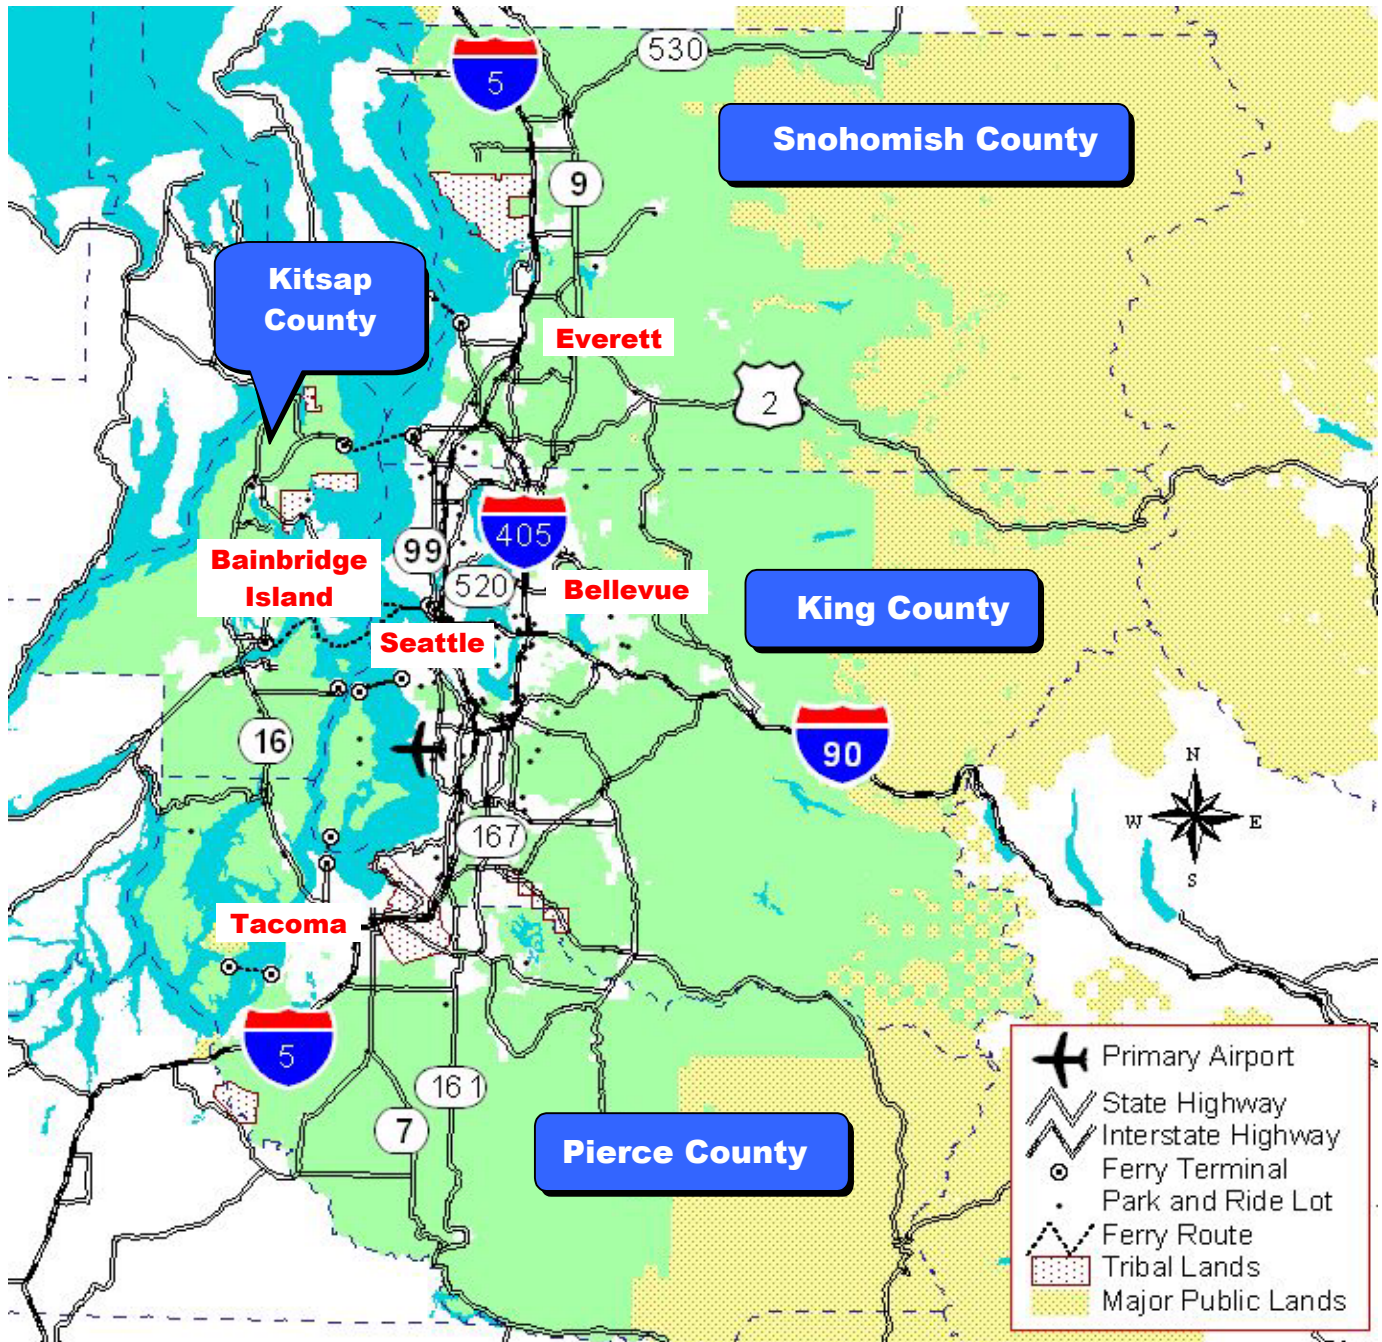 530
5
Snohomish County
9
Kitsap
County
Everett
2
405
99
Bainbridge
Island
520
Bellevue
King County
Seattle
16
90
N
W
E
S
167
Tacoma
5
161
7
Pierce County
Primary Airport
State Highway
Interstate Highway
Ferry Terminal
Park and Ride Lot
Ferry Route
Tribal Lands
Major Public Lands